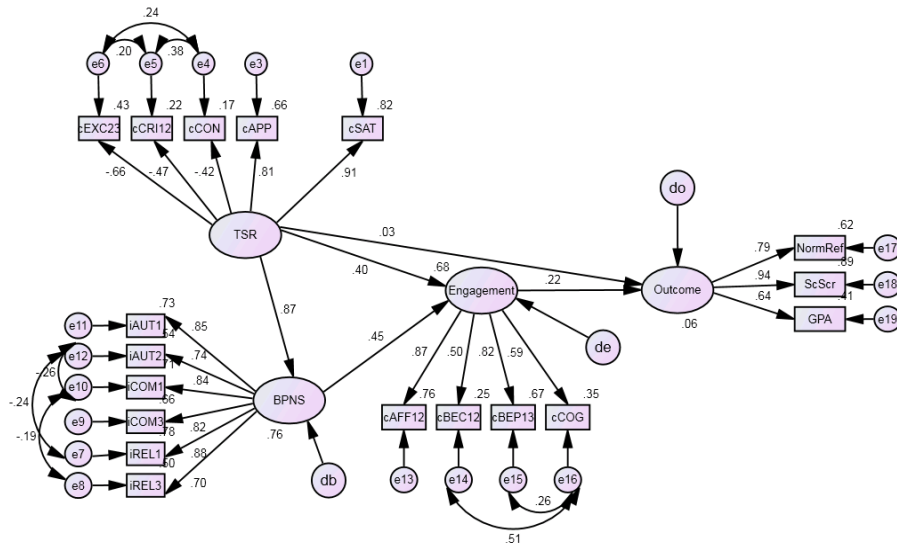 .24
.20 .38
e6 e5 e4 e3 e1
.43 .22 .17 .66 .82
cEXC23 cCRI12 cCON cAPP cSAT
-.66 -.47 -.42 .81 .91
TSR
.03
.40
.87
do
.62
.79 NormRef e17
.68
Engagement .22 Outcome .94 ScScr e18
.64 .41
GPA e19
.06
.45
de
.73
e11 iAUT1 .85
e12 iAUT2 .74
-.26
e10 iCOM1 .84
-.24
.66
e9 iCOM3 .82
BPNS
-.19
.78
e7 iREL1 .88
.76
e8 iREL3 .70
db
.87 .50 .82 .59
.76 .25 .67 .35
cAFF12 cBEC12 cBEP13 cCOG
e13 e14 e15 e16
.26
.51